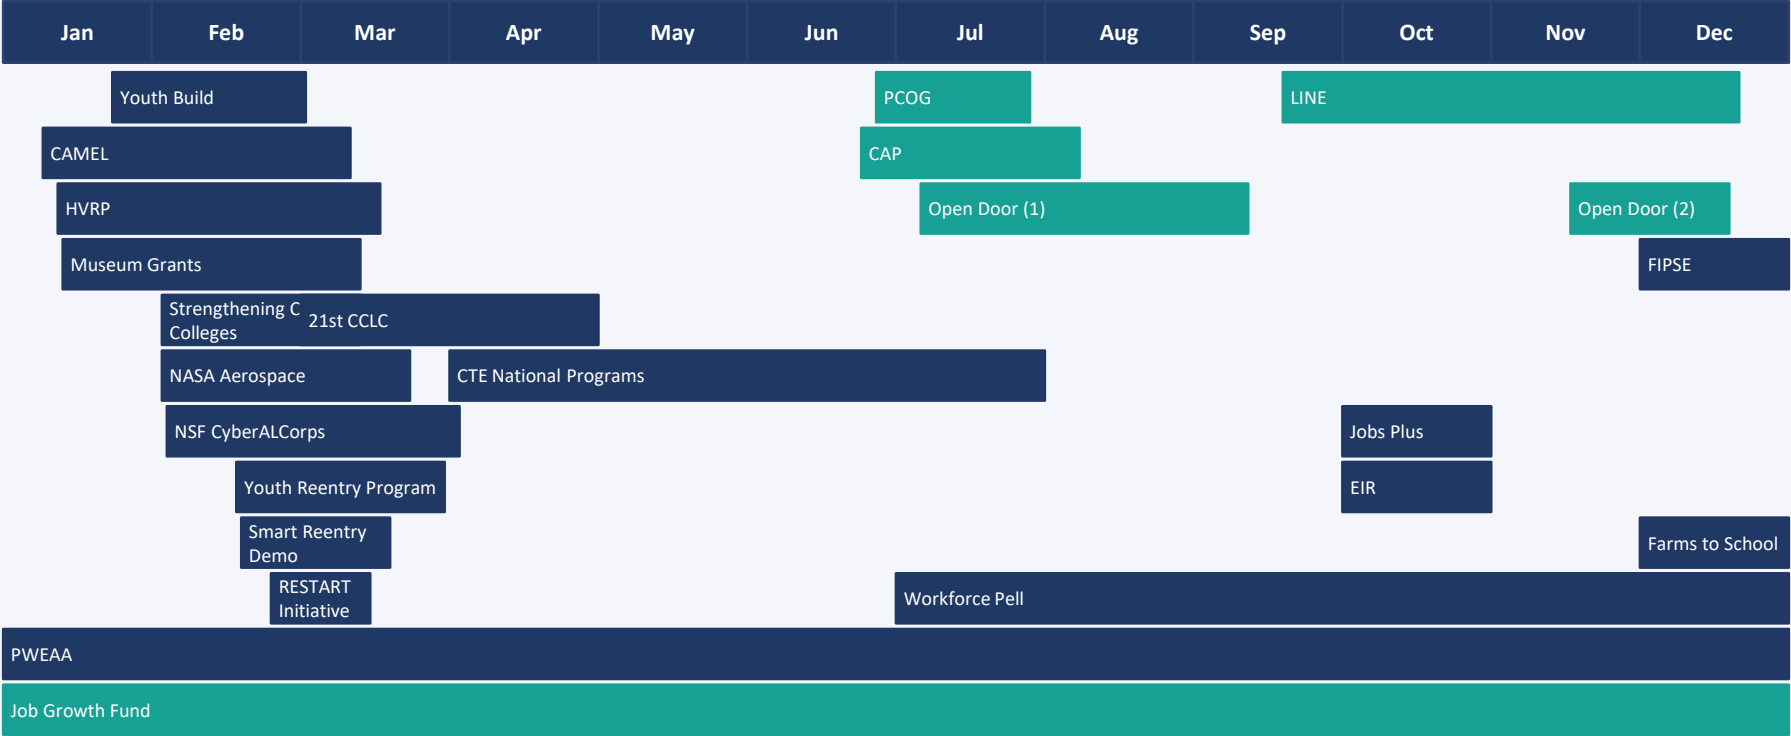 Jan Feb Mar Apr May Jun Jul Aug Sep Oct Nov Dec
Youth Build PCOG LINE
CAMEL CAP
HVRP Open Door (1) Open Door (2)
Museum Grants FIPSE
Strengthening C
Colleges
21st CCLC
NASA Aerospace CTE National Programs
NSF CyberALCorps Jobs Plus
Youth Reentry Program EIR
Smart Reentry
Demo
Farms to School
RESTART
Initiative
Workforce Pell
PWEAA
Job Growth Fund